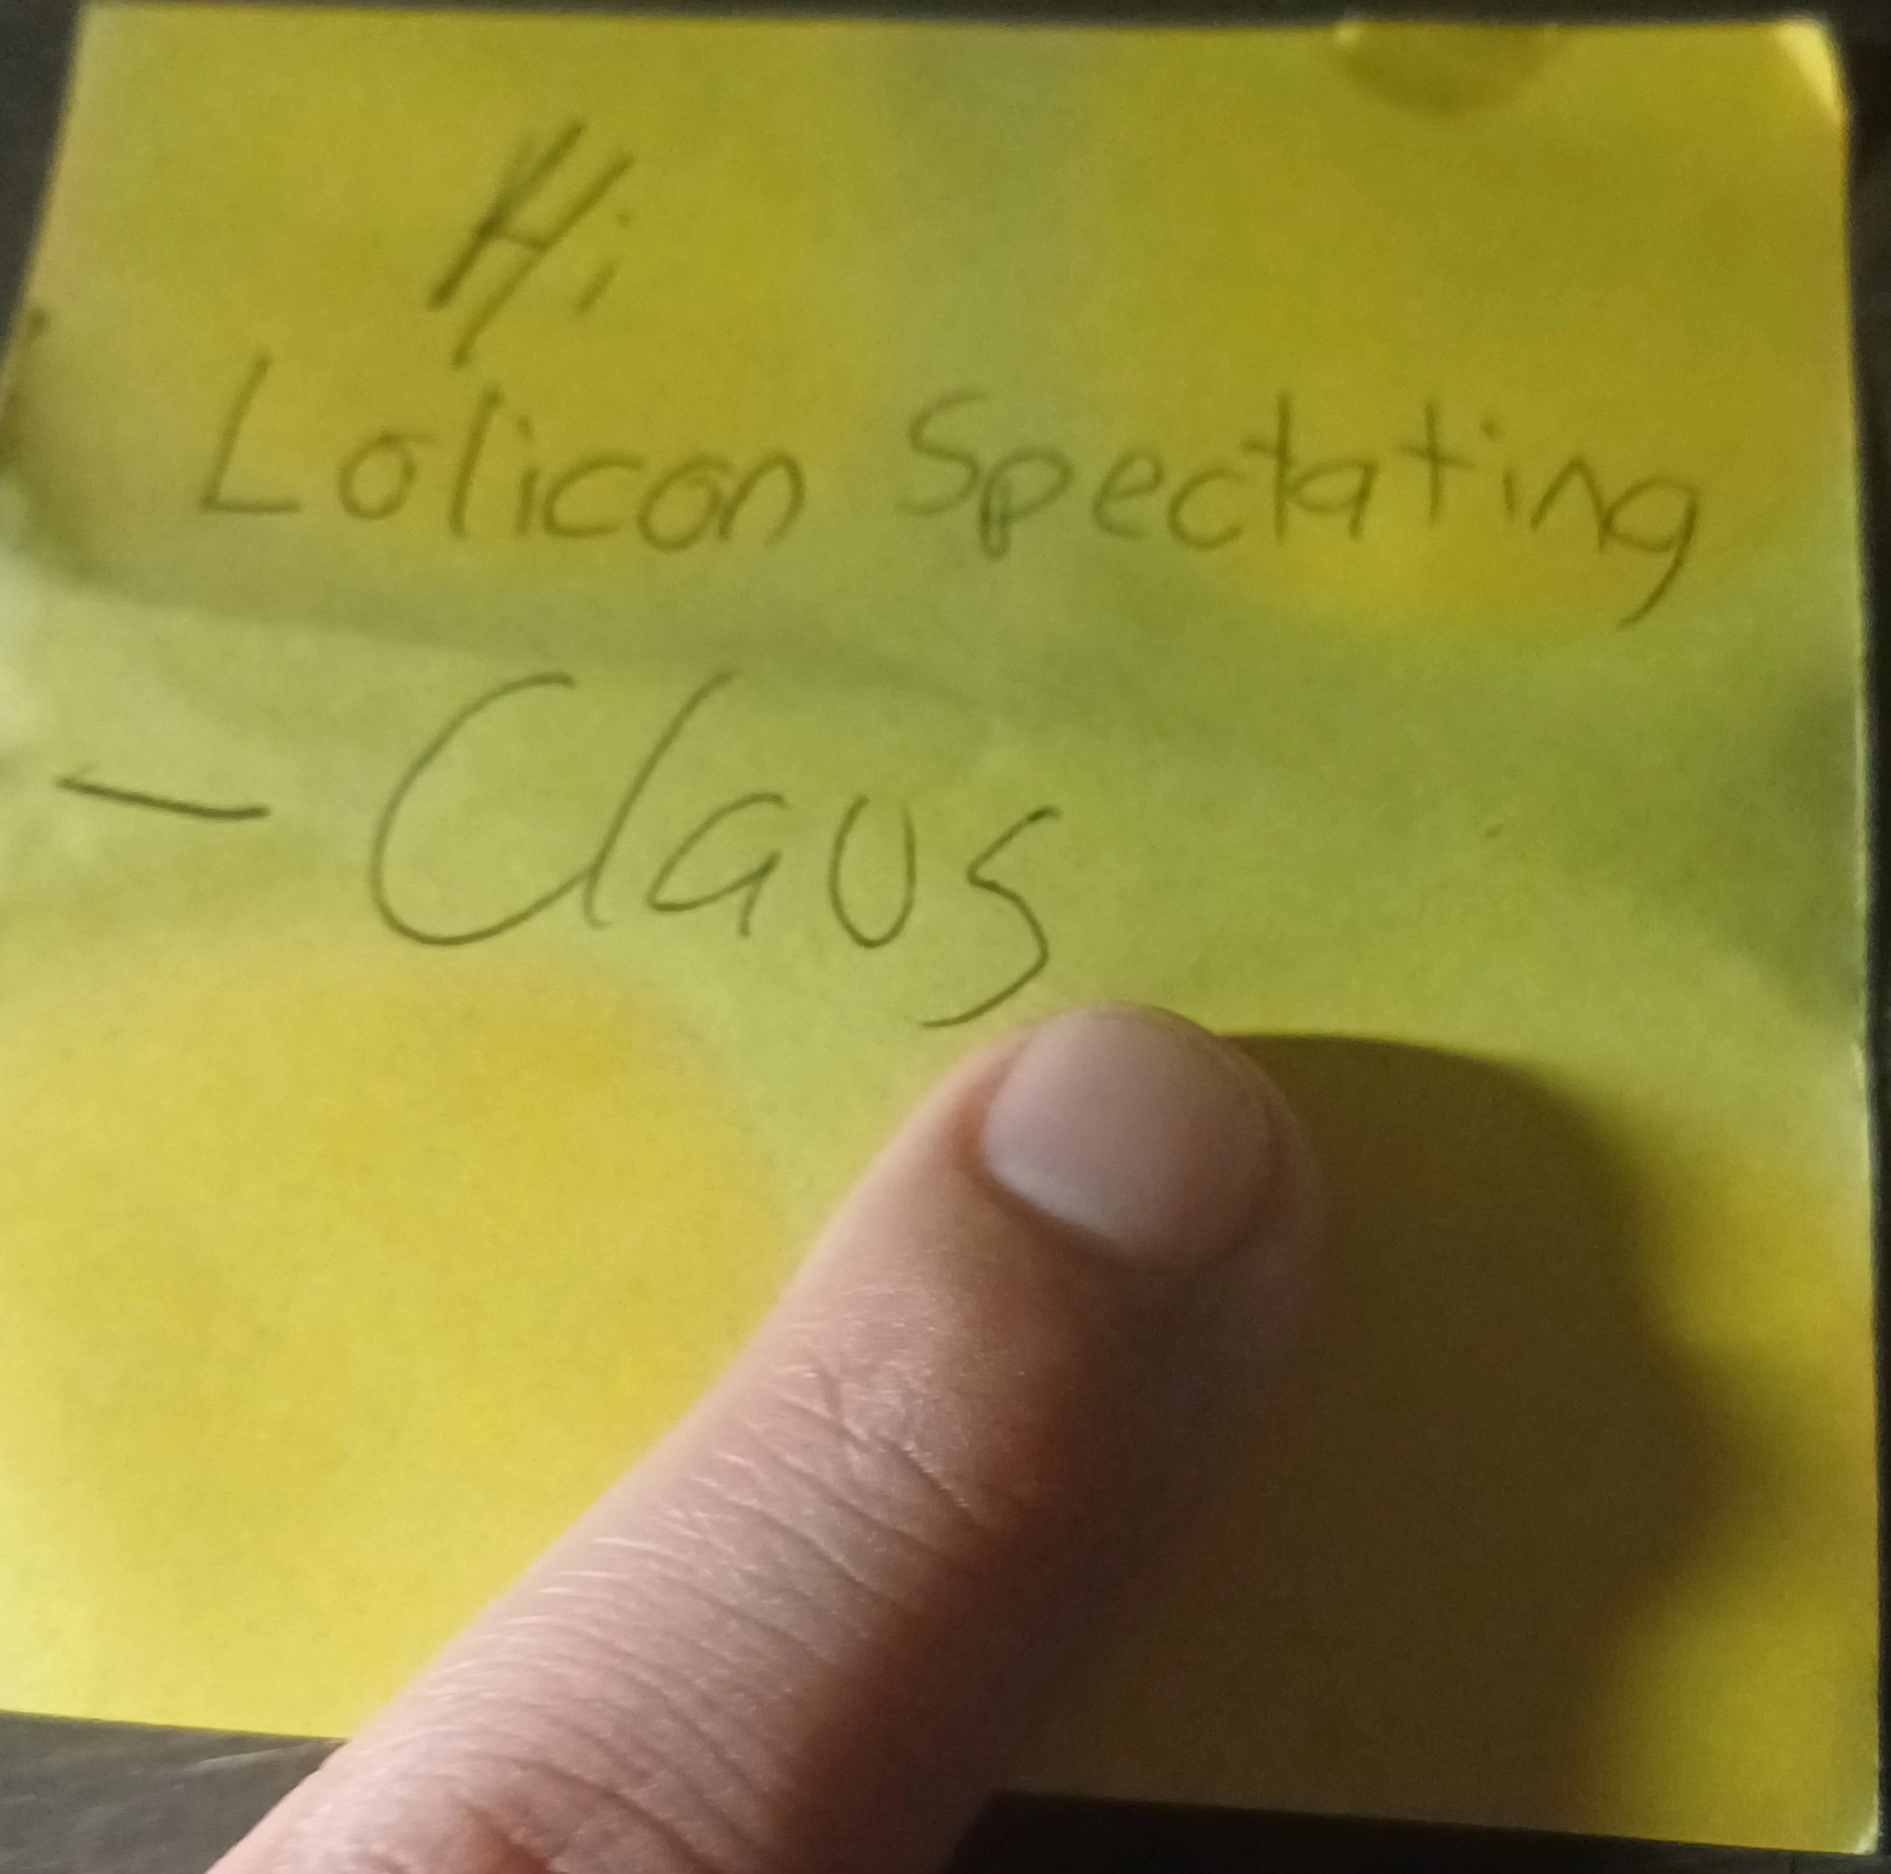 Hi
Lolicon Spectating
- Claus